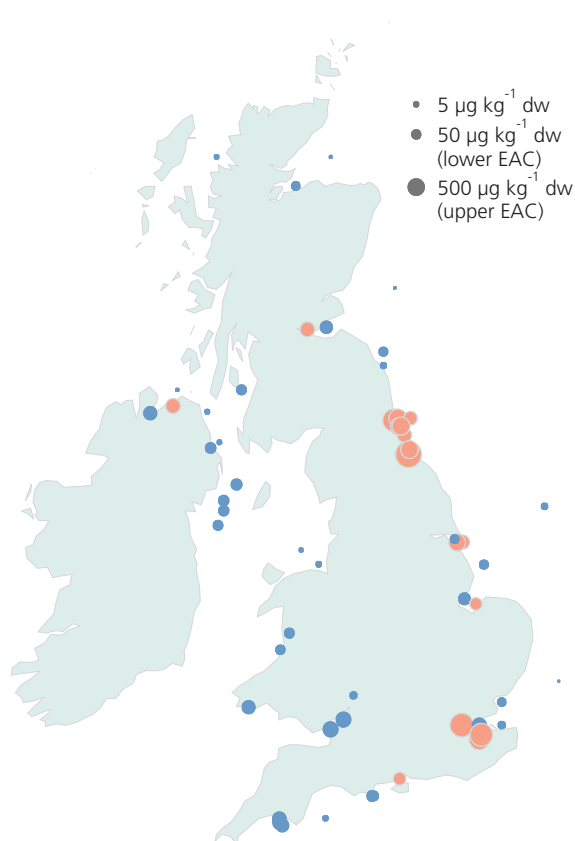 5 µg kg⁻¹ dw
50 µg kg⁻¹ dw
(lower EAC)
500 µg kg⁻¹ dw
(upper EAC)